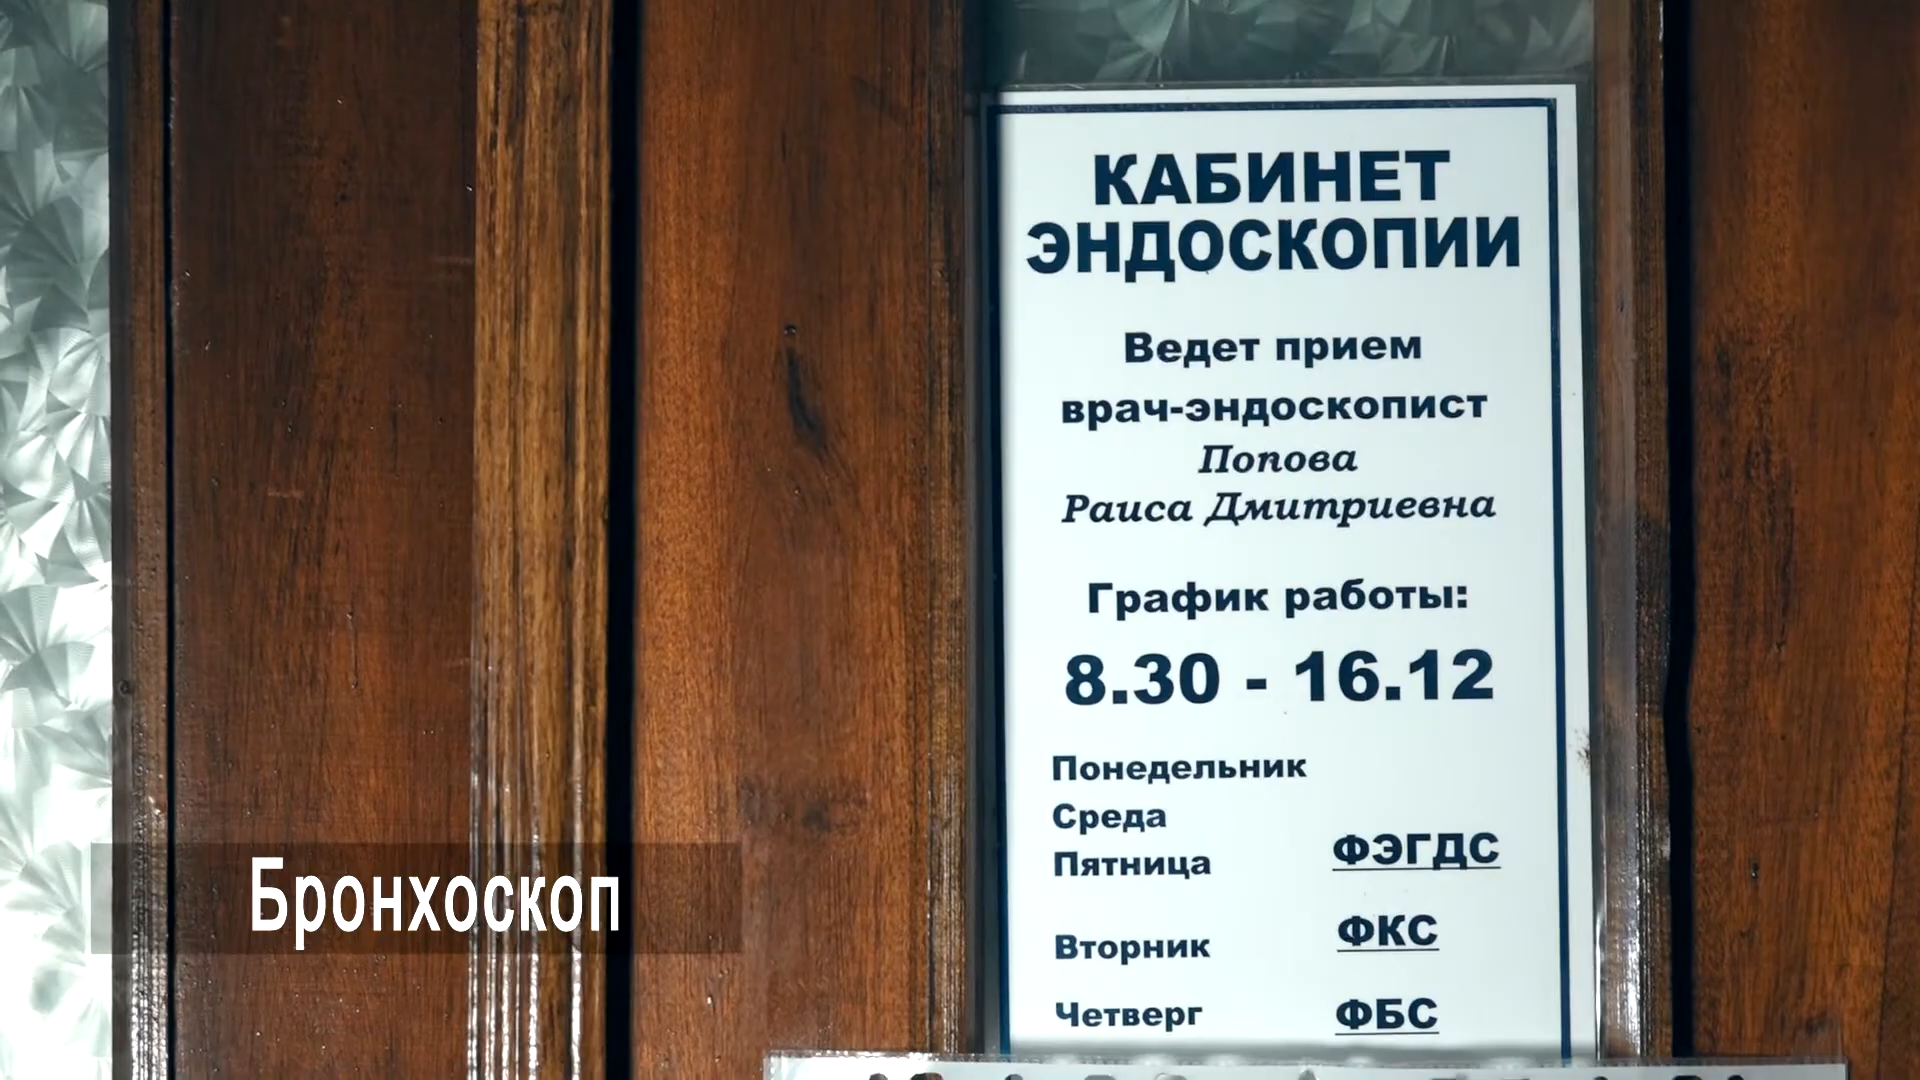 КАБИНЕТ
ЭНДОСКОПИИ
Ведет прием
врач-эндоскопист
Попова
Раиса Дмитриевна
График работы:
8.30 - 16.12
Понедельник
Среда
Пятница ФЭГДС
Вторник ФКС
Четверг ФБС
Бронхоскоп